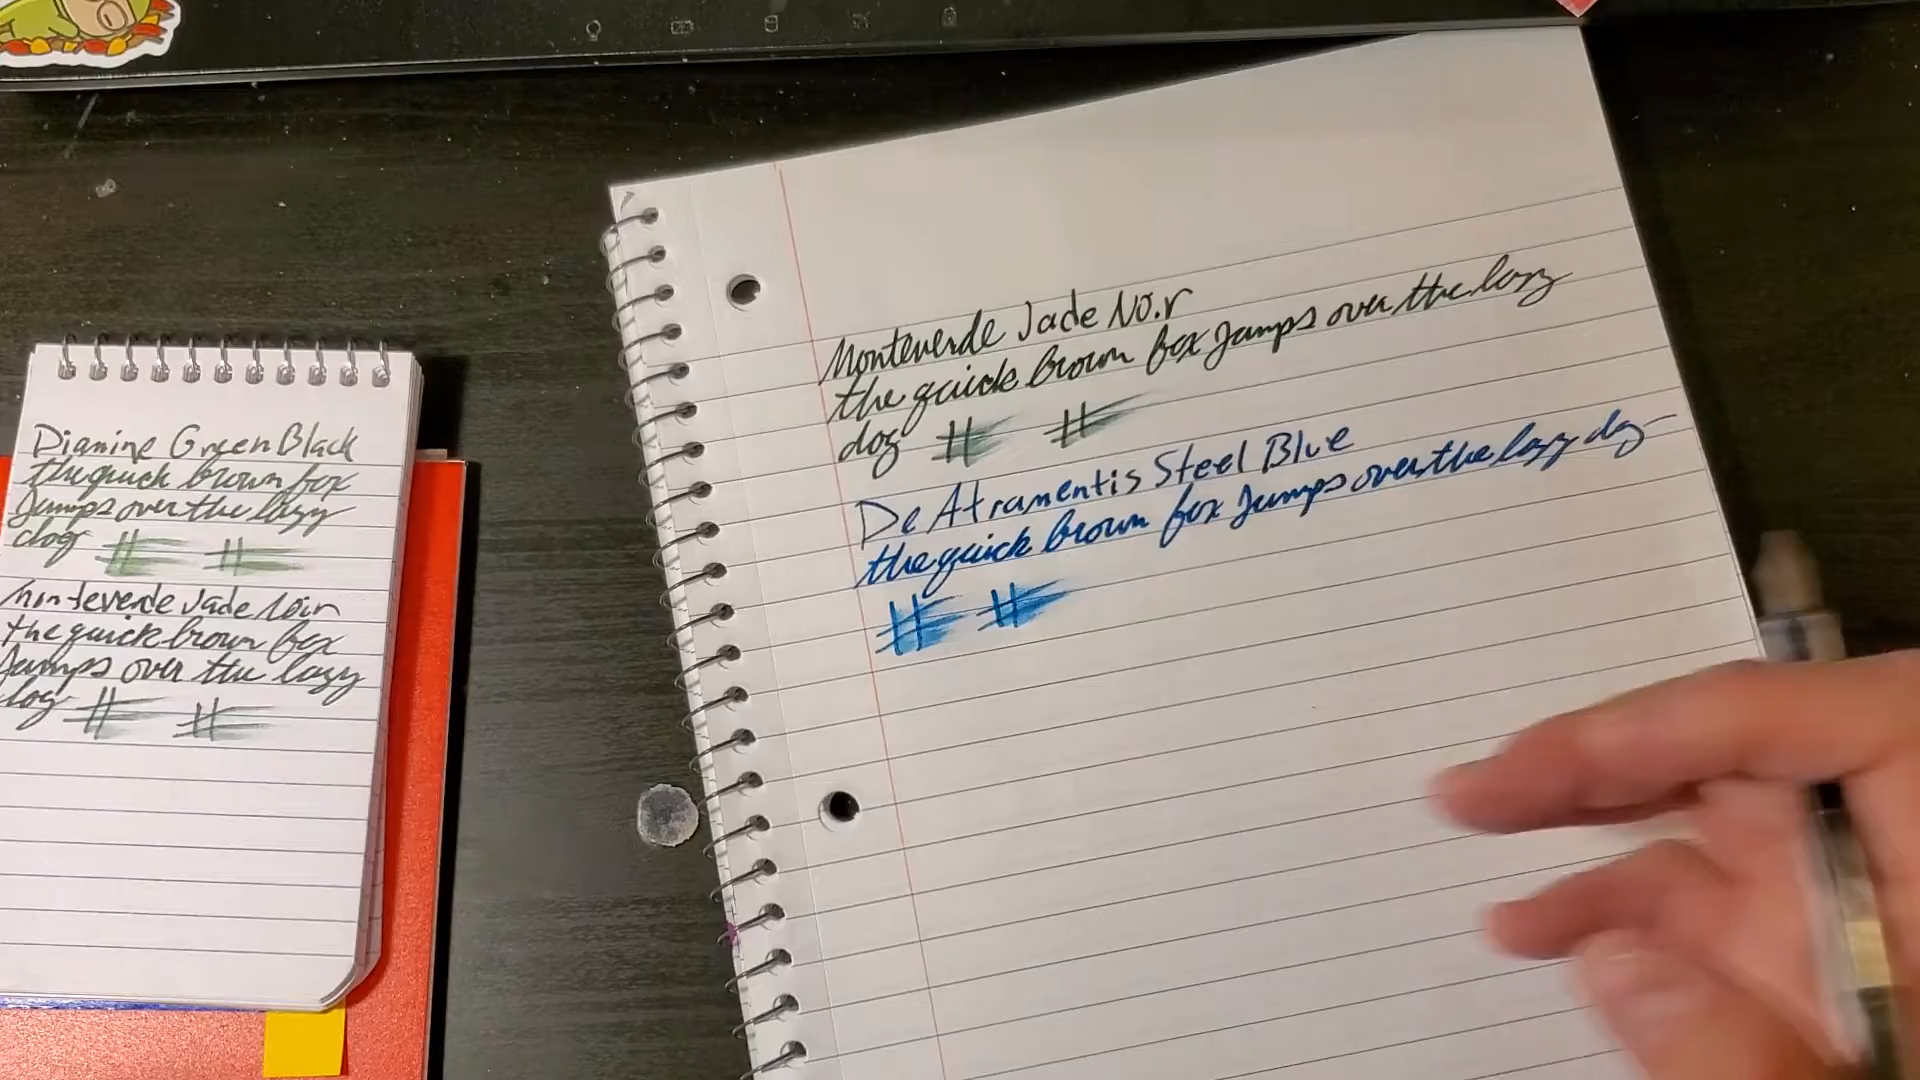 Diamine Green Black
the quick brown fox
Jumps over the lazy
dog # #
Monteverde Jade Noir
the quick brown fox
Jumps over the lazy
dog # #
Monteverde Jade Noir
the quick brown fox Jumps over the lazy
dog # #
De Atramentis Steel Blue
the quick brown fox Jumps over the lazy dog
# #